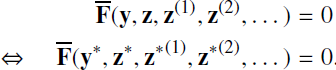 F̅(y, z, z⁽¹⁾, z⁽²⁾, . . . ) = 0
⇔ F̅(y*, z*, z*⁽¹⁾, z*⁽²⁾, . . . ) = 0